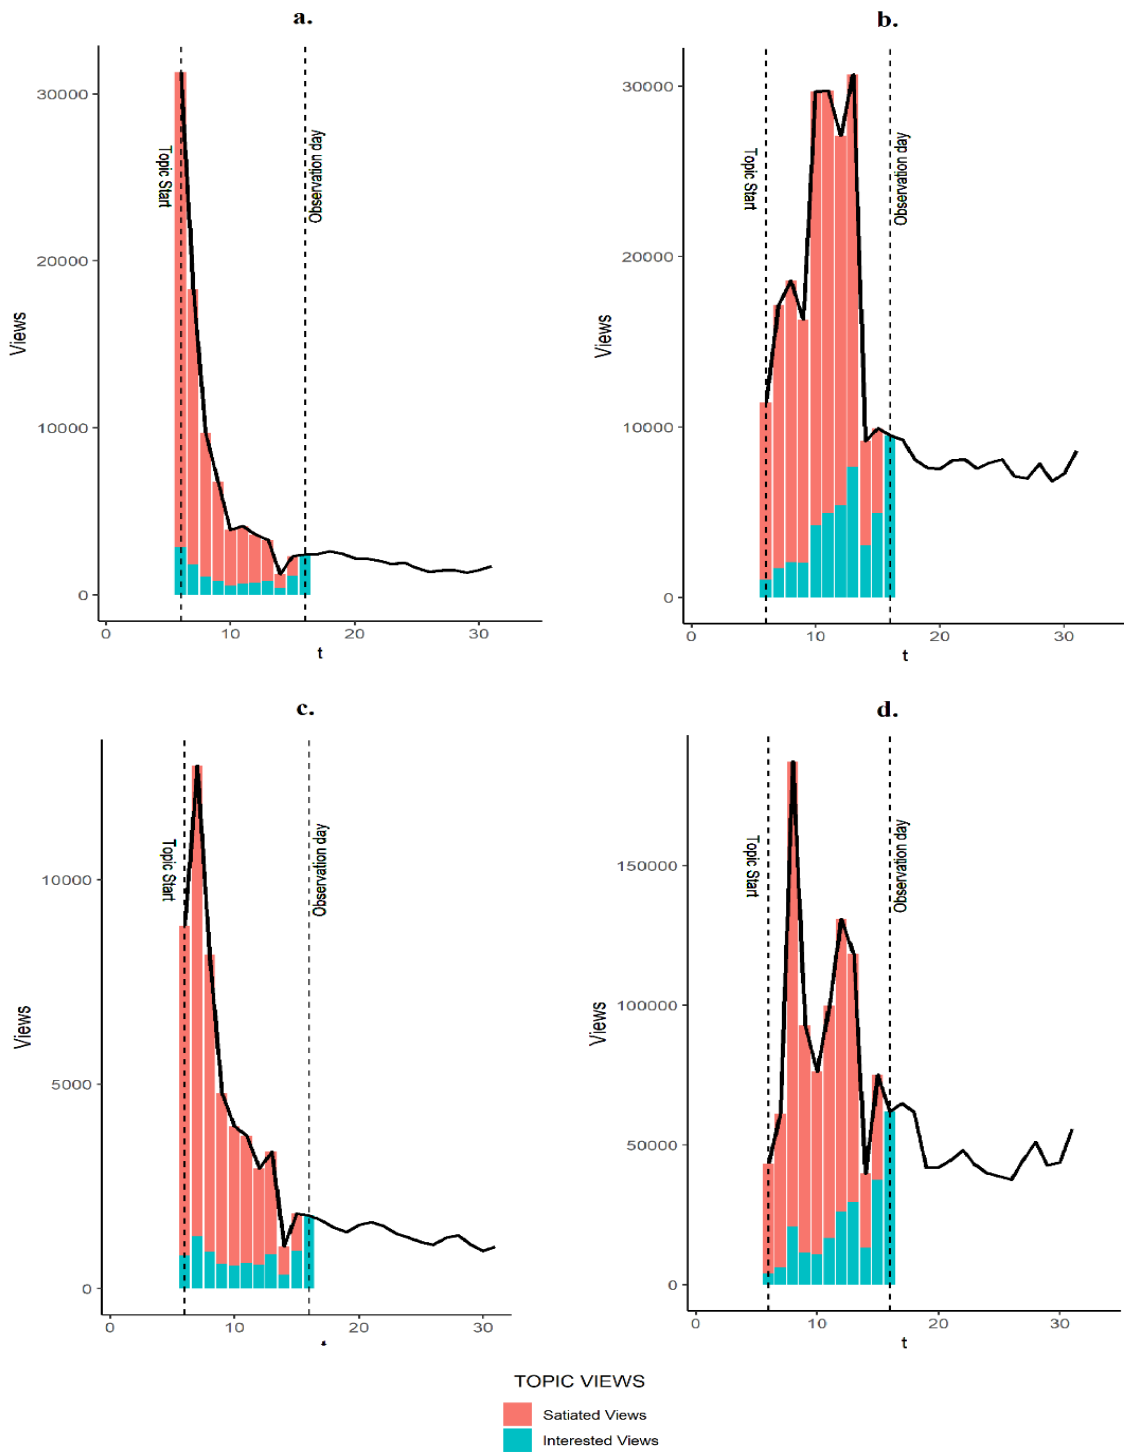 a.
30000
20000
10000
0
Views
Topic Start
Observation day
0 10 20 30
t
b.
30000
20000
10000
0
Views
Topic Start
Observation day
0 10 20 30
t
c.
10000
5000
0
Views
Topic Start
Observation day
0 10 20 30
t
d.
150000
100000
50000
0
Views
Topic Start
Observation day
0 10 20 30
t
TOPIC VIEWS
Satiated Views
Interested Views